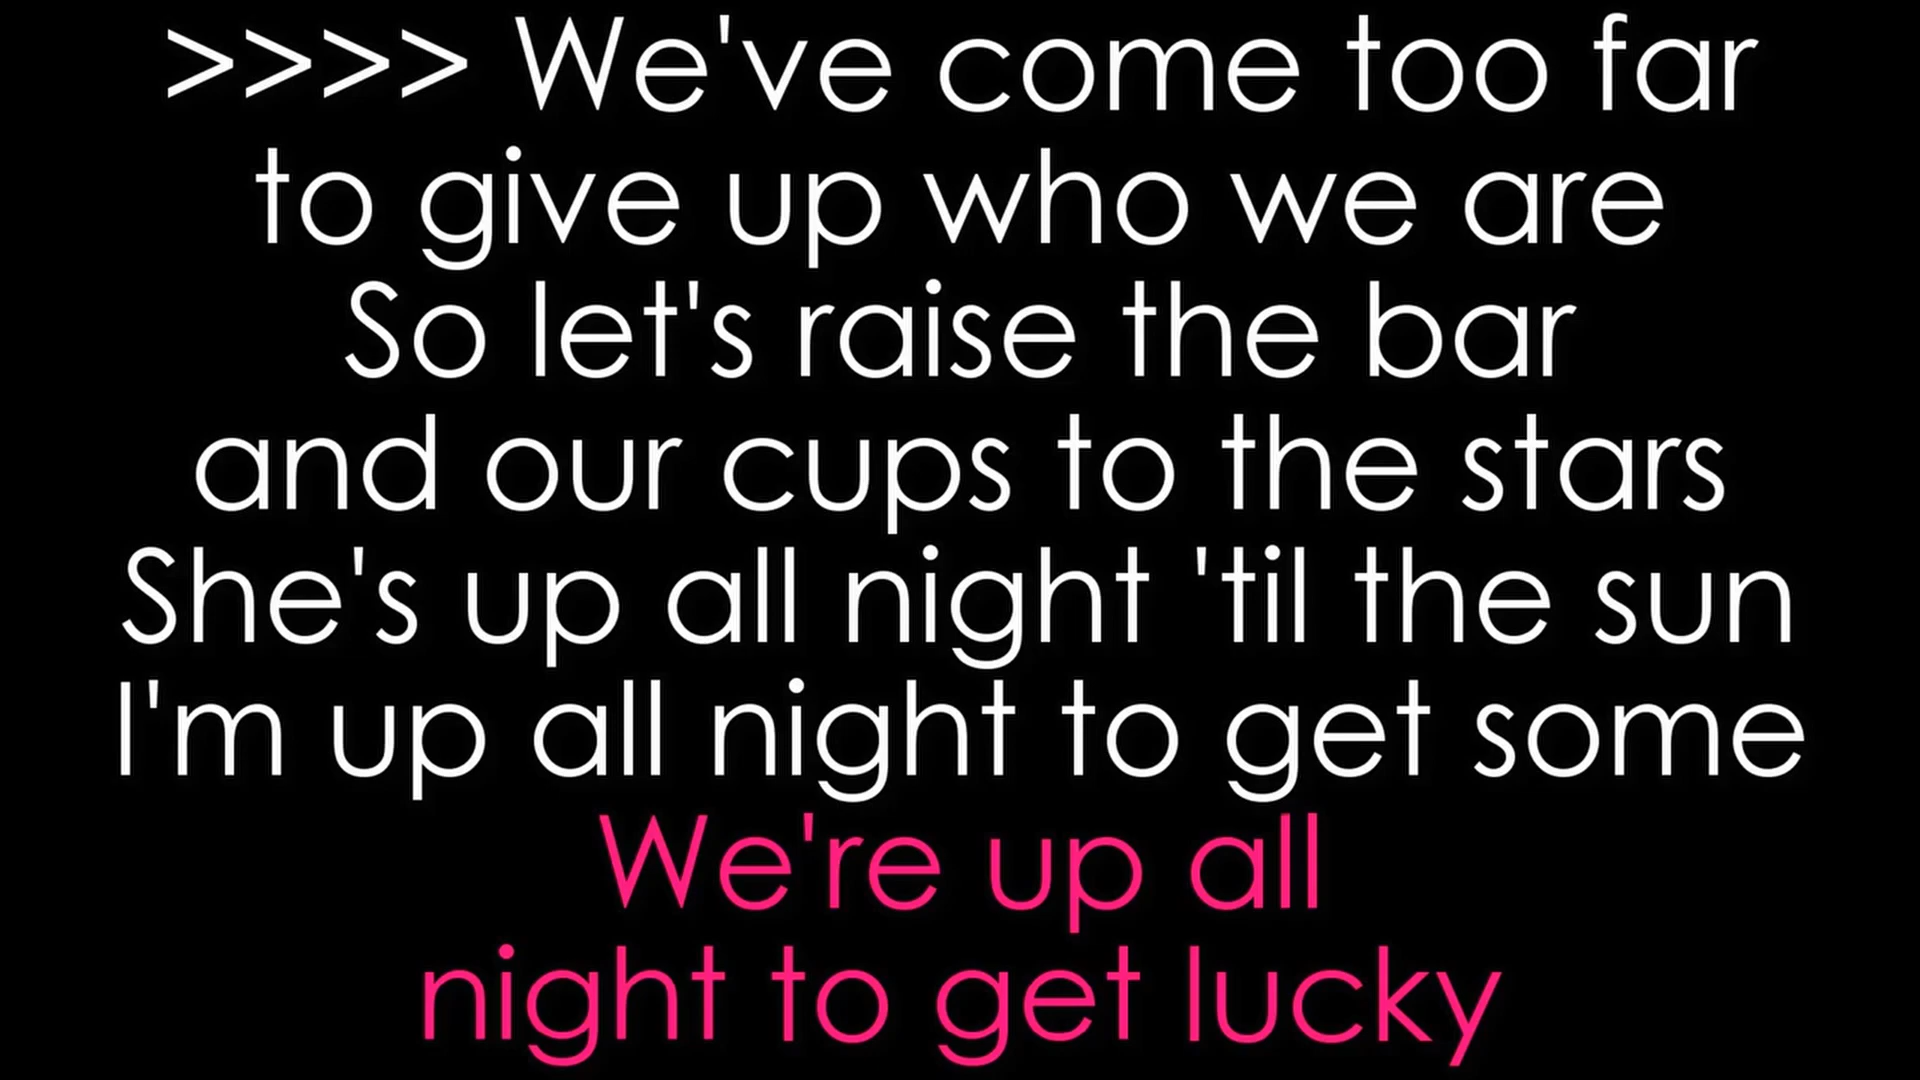 >>>> We've come too far
to give up who we are
So let's raise the bar
and our cups to the stars
She's up all night 'til the sun
I'm up all night to get some
We're up all
night to get lucky